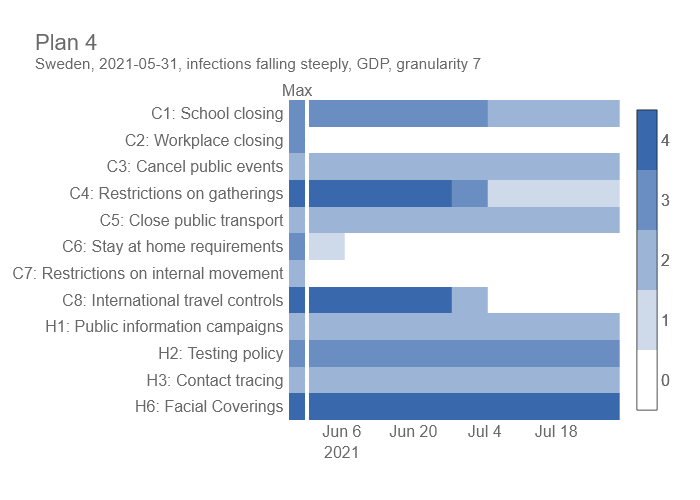 Plan 4
Sweden, 2021-05-31, infections falling steeply, GDP, granularity 7
Max
C1: School closing
C2: Workplace closing
C3: Cancel public events
C4: Restrictions on gatherings
C5: Close public transport
C6: Stay at home requirements
C7: Restrictions on internal movement
C8: International travel controls
H1: Public information campaigns
H2: Testing policy
H3: Contact tracing
H6: Facial Coverings
Jun 6 Jun 20 Jul 4 Jul 18
2021
4
3
2
1
0